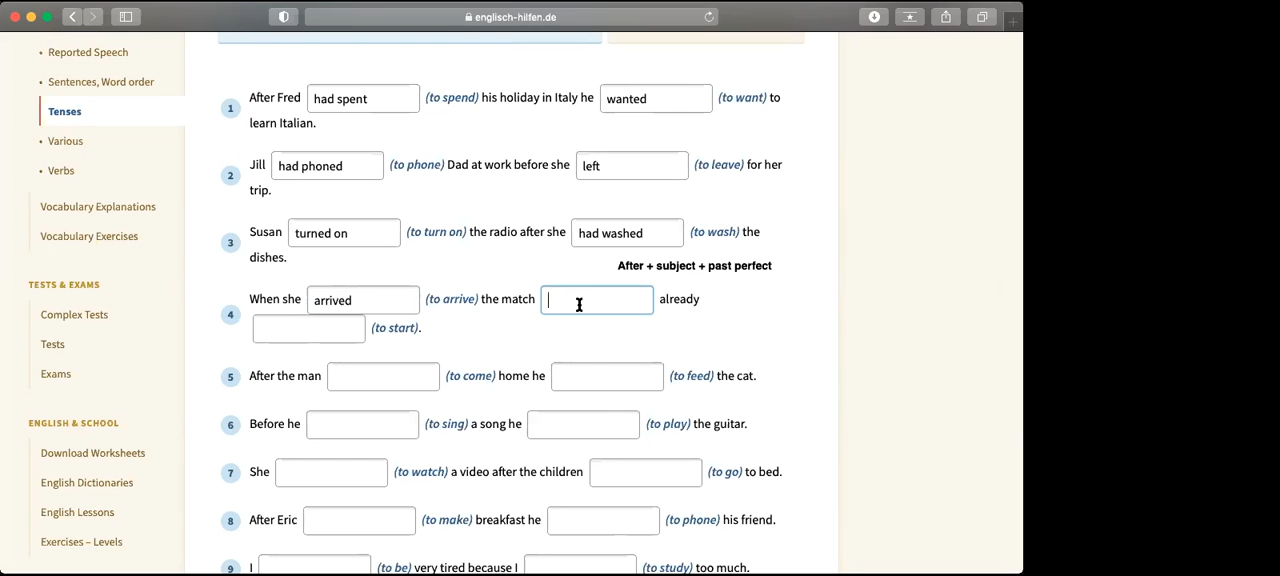 englisch-hilfen.de
• Reported Speech
• Sentences, Word order
Tenses
• Various
• Verbs
Vocabulary Explanations
Vocabulary Exercises
TESTS & EXAMS
Complex Tests
Tests
Exams
ENGLISH & SCHOOL
Download Worksheets
English Dictionaries
English Lessons
Exercises – Levels
1 After Fred had spent (to spend) his holiday in Italy he wanted (to want) to
learn Italian.
2 Jill had phoned (to phone) Dad at work before she left (to leave) for her
trip.
3 Susan turned on (to turn on) the radio after she had washed (to wash) the
dishes.
After + subject + past perfect
4 When she arrived (to arrive) the match already
(to start).
5 After the man (to come) home he (to feed) the cat.
6 Before he (to sing) a song he (to play) the guitar.
7 She (to watch) a video after the children (to go) to bed.
8 After Eric (to make) breakfast he (to phone) his friend.
9 I (to be) very tired because I (to study) too much.